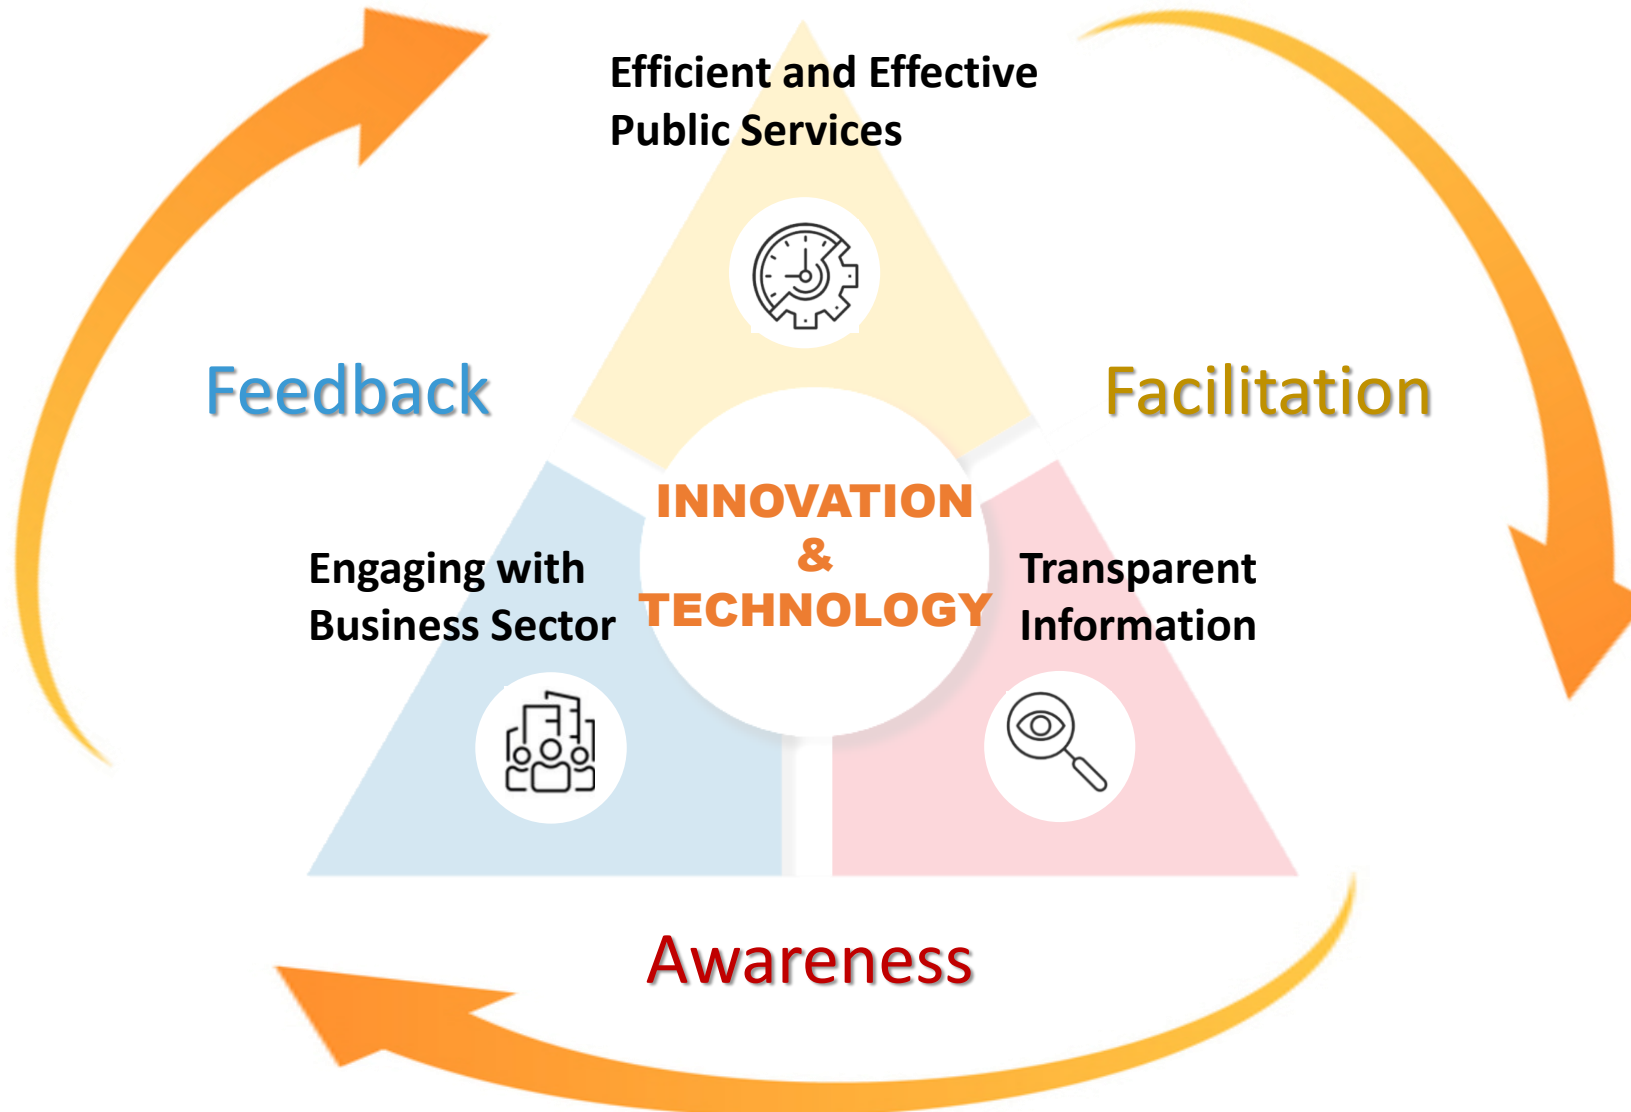 Efficient and Effective
Public Services
Feedback
Facilitation
INNOVATION
&
TECHNOLOGY
Engaging with
Business Sector
Transparent
Information
Awareness